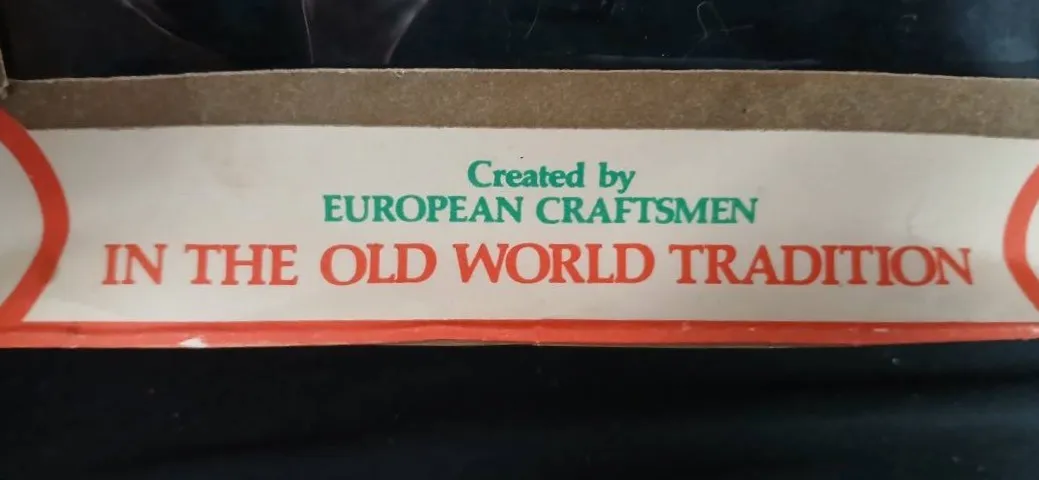 Created by
EUROPEAN CRAFTSMEN
IN THE OLD WORLD TRADITION